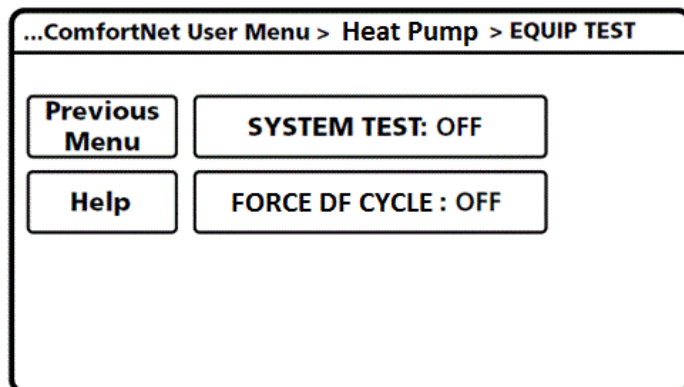 ...ComfortNet User Menu > Heat Pump > EQUIP TEST
Previous
Menu
SYSTEM TEST: OFF
Help
FORCE DF CYCLE : OFF